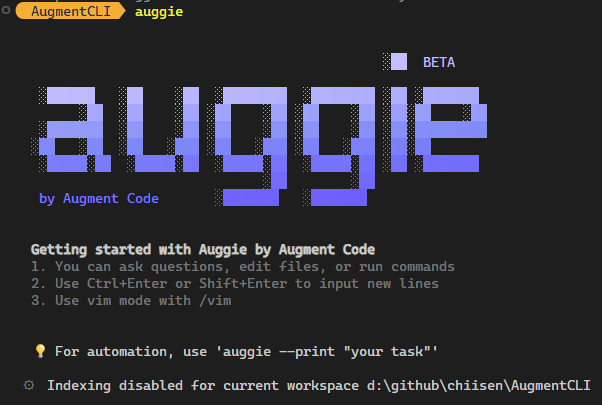 AugmentCLI auggie
BETA
auggie
by Augment Code
Getting started with Auggie by Augment Code
1. You can ask questions, edit files, or run commands
2. Use Ctrl+Enter or Shift+Enter to input new lines
3. Use vim mode with /vim
For automation, use 'auggie --print "your task"'
Indexing disabled for current workspace d:\github\chiisen\AugmentCLI